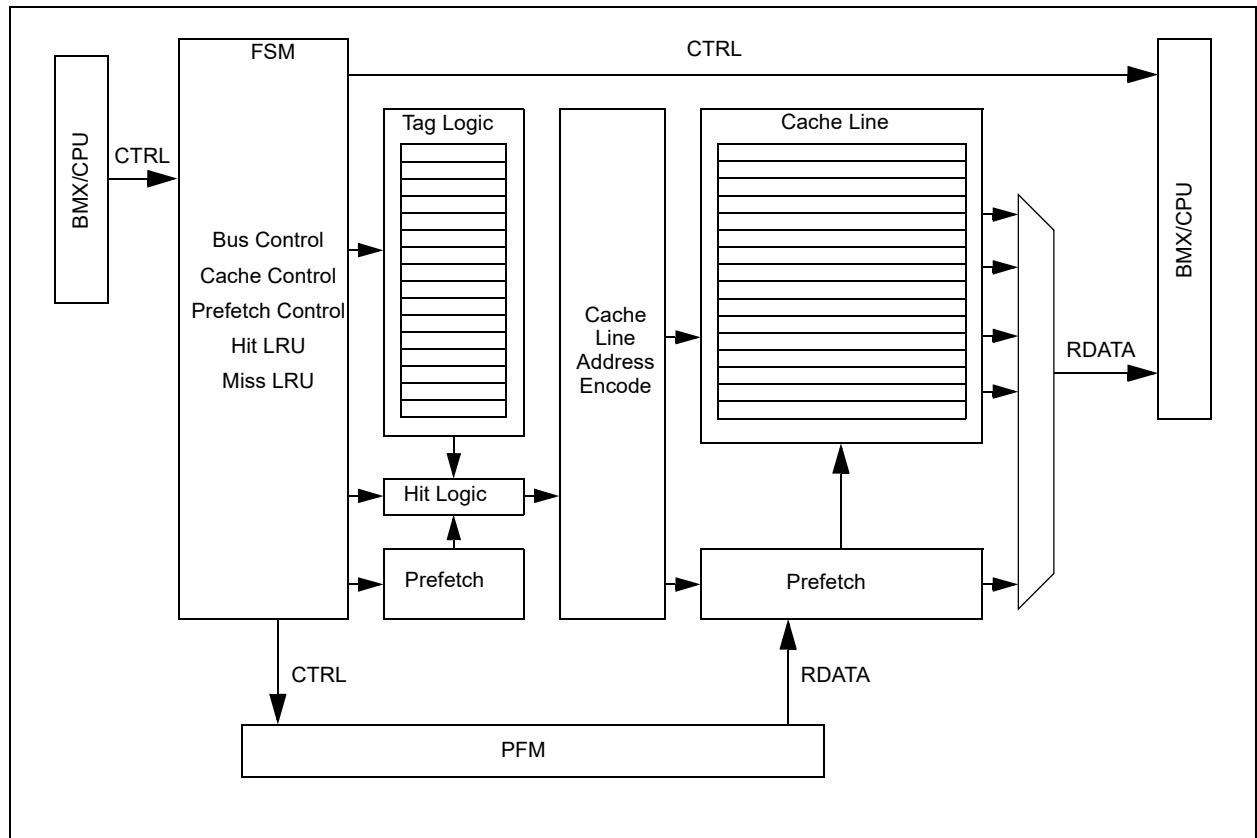 FSM
CTRL
BMX/CPU
CTRL
Tag Logic
Cache Line
BMX/CPU
Bus Control
Cache Control
Prefetch Control
Hit LRU
Miss LRU
Cache
Line
Address
Encode
RDATA
Hit Logic
Prefetch
Prefetch
CTRL
RDATA
PFM